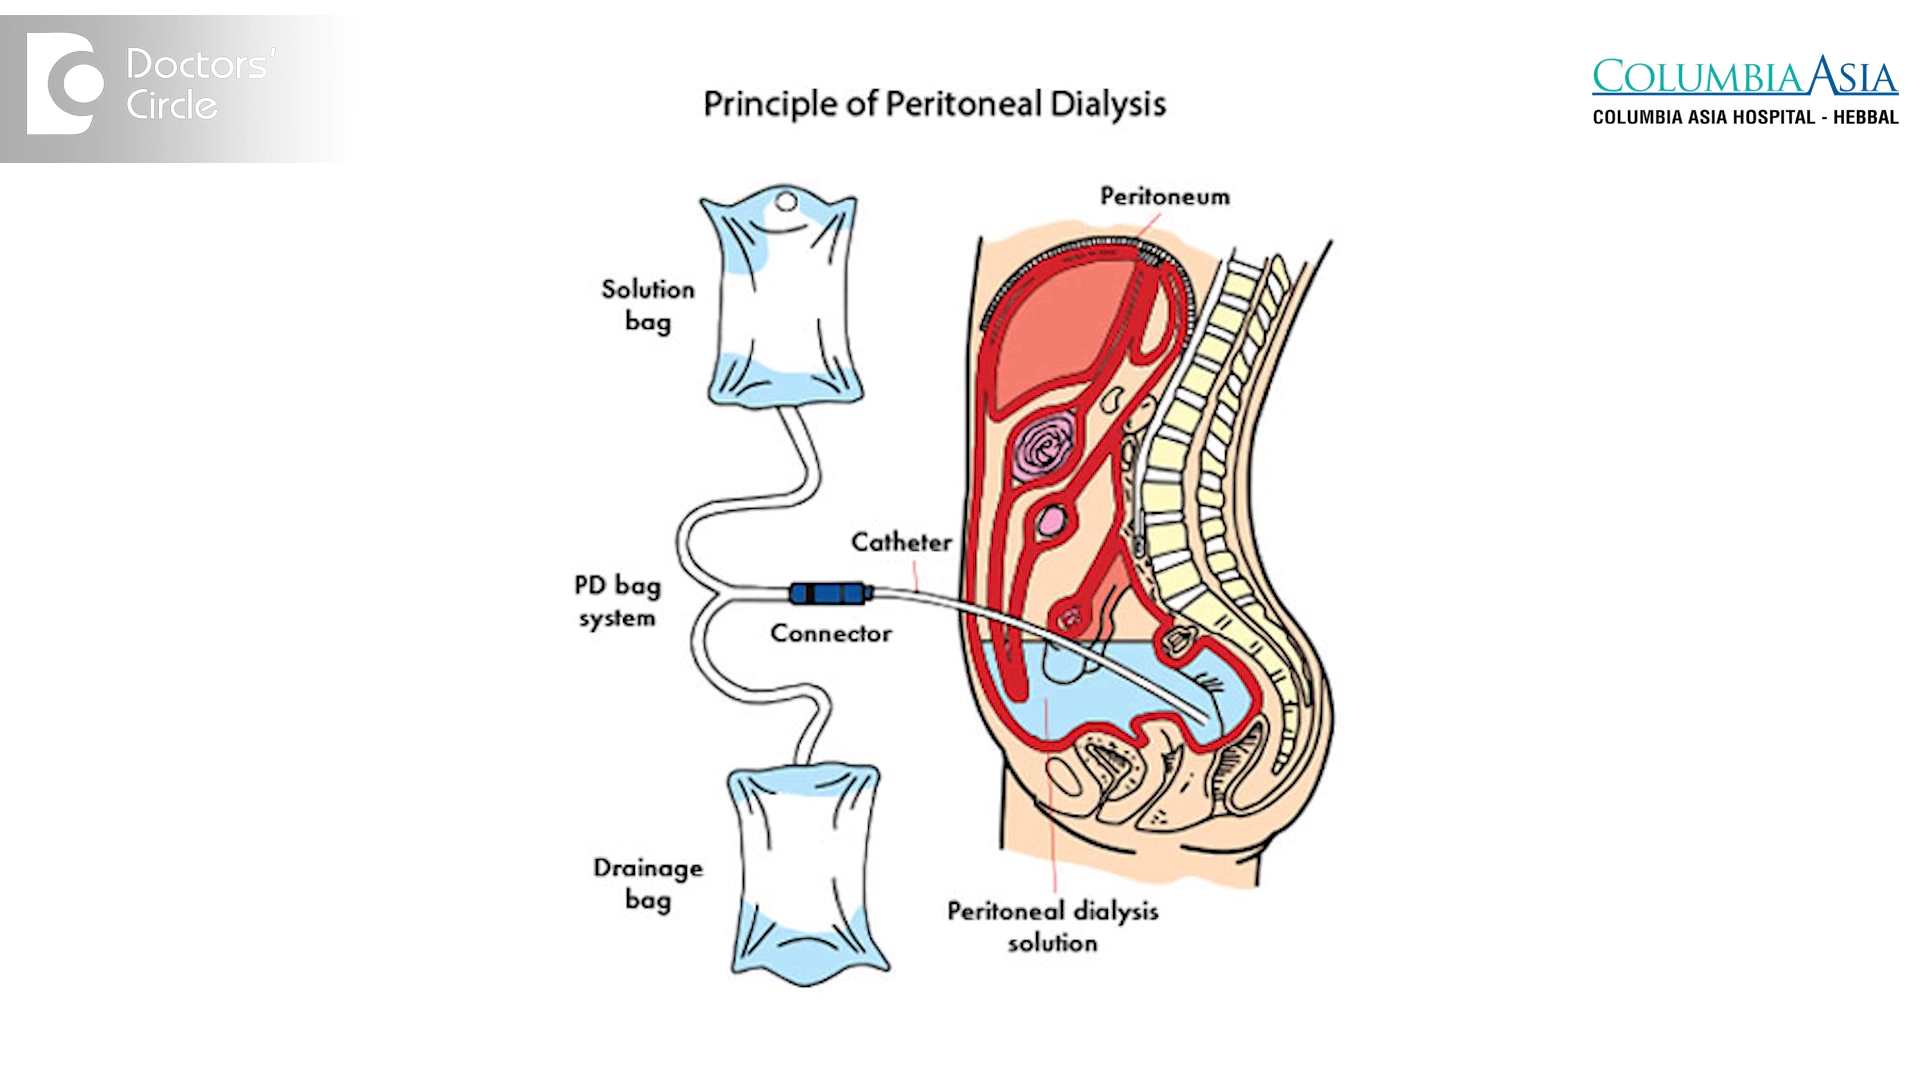 Doctors'
Circle
COLUMBIA ASIA
COLUMBIA ASIA HOSPITAL - HEBBAL
Principle of Peritoneal Dialysis
Peritoneum
Solution
bag
Catheter
PD bag
system
Connector
Drainage
bag
Peritoneal dialysis
solution